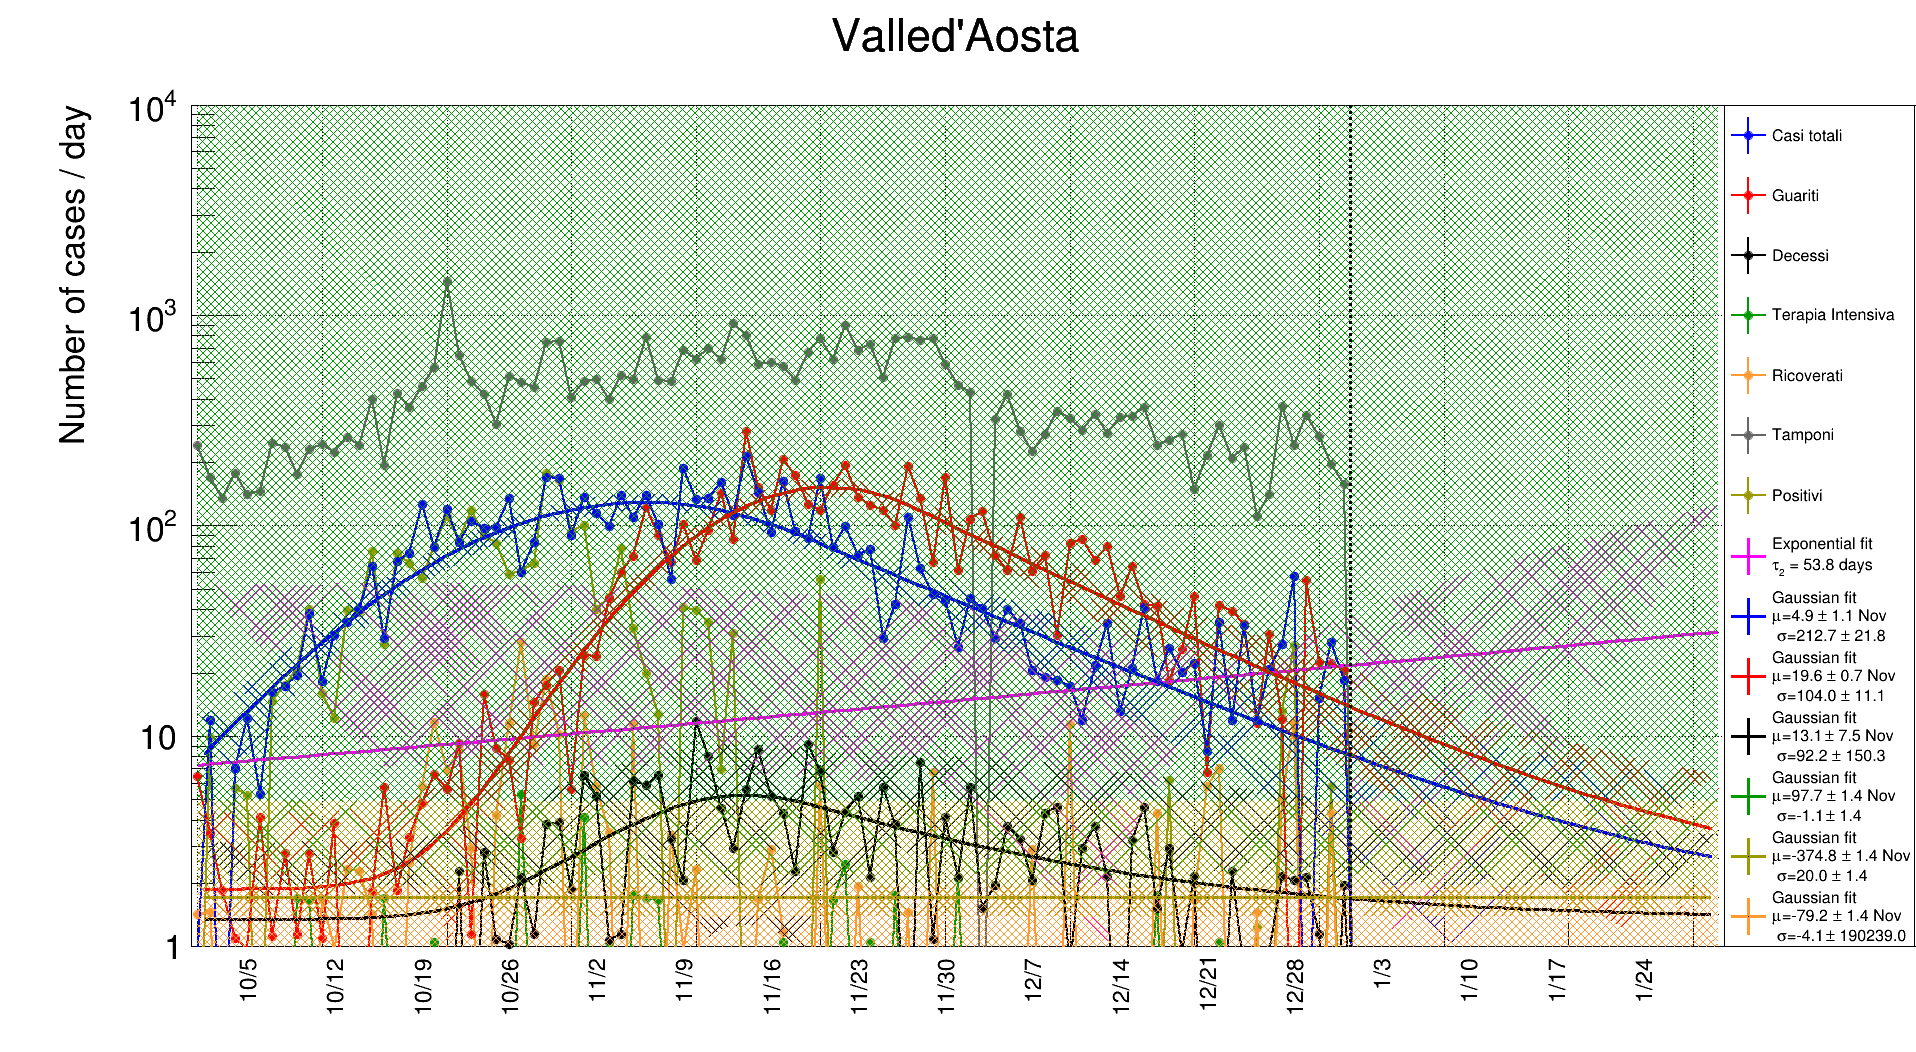 Valled'Aosta
Number of cases / day
10⁴
10³
10²
10
1
10/5
10/12
10/19
10/26
11/2
11/9
11/16
11/23
11/30
12/7
12/14
12/21
12/28
1/3
1/10
1/17
1/24
Casi totali
Guariti
Decessi
Terapia Intensiva
Ricoverati
Tamponi
Positivi
Exponential fit
τ₂ = 53.8 days
Gaussian fit
μ=4.9 ± 1.1 Nov
σ=212.7 ± 21.8
Gaussian fit
μ=19.6 ± 0.7 Nov
σ=104.0 ± 11.1
Gaussian fit
μ=13.1 ± 7.5 Nov
σ=92.2 ± 150.3
Gaussian fit
μ=97.7 ± 1.4 Nov
σ=-1.1 ± 1.4
Gaussian fit
μ=-374.8 ± 1.4 Nov
σ=20.0 ± 1.4
Gaussian fit
μ=-79.2 ± 1.4 Nov
σ=-4.1 ± 190239.0